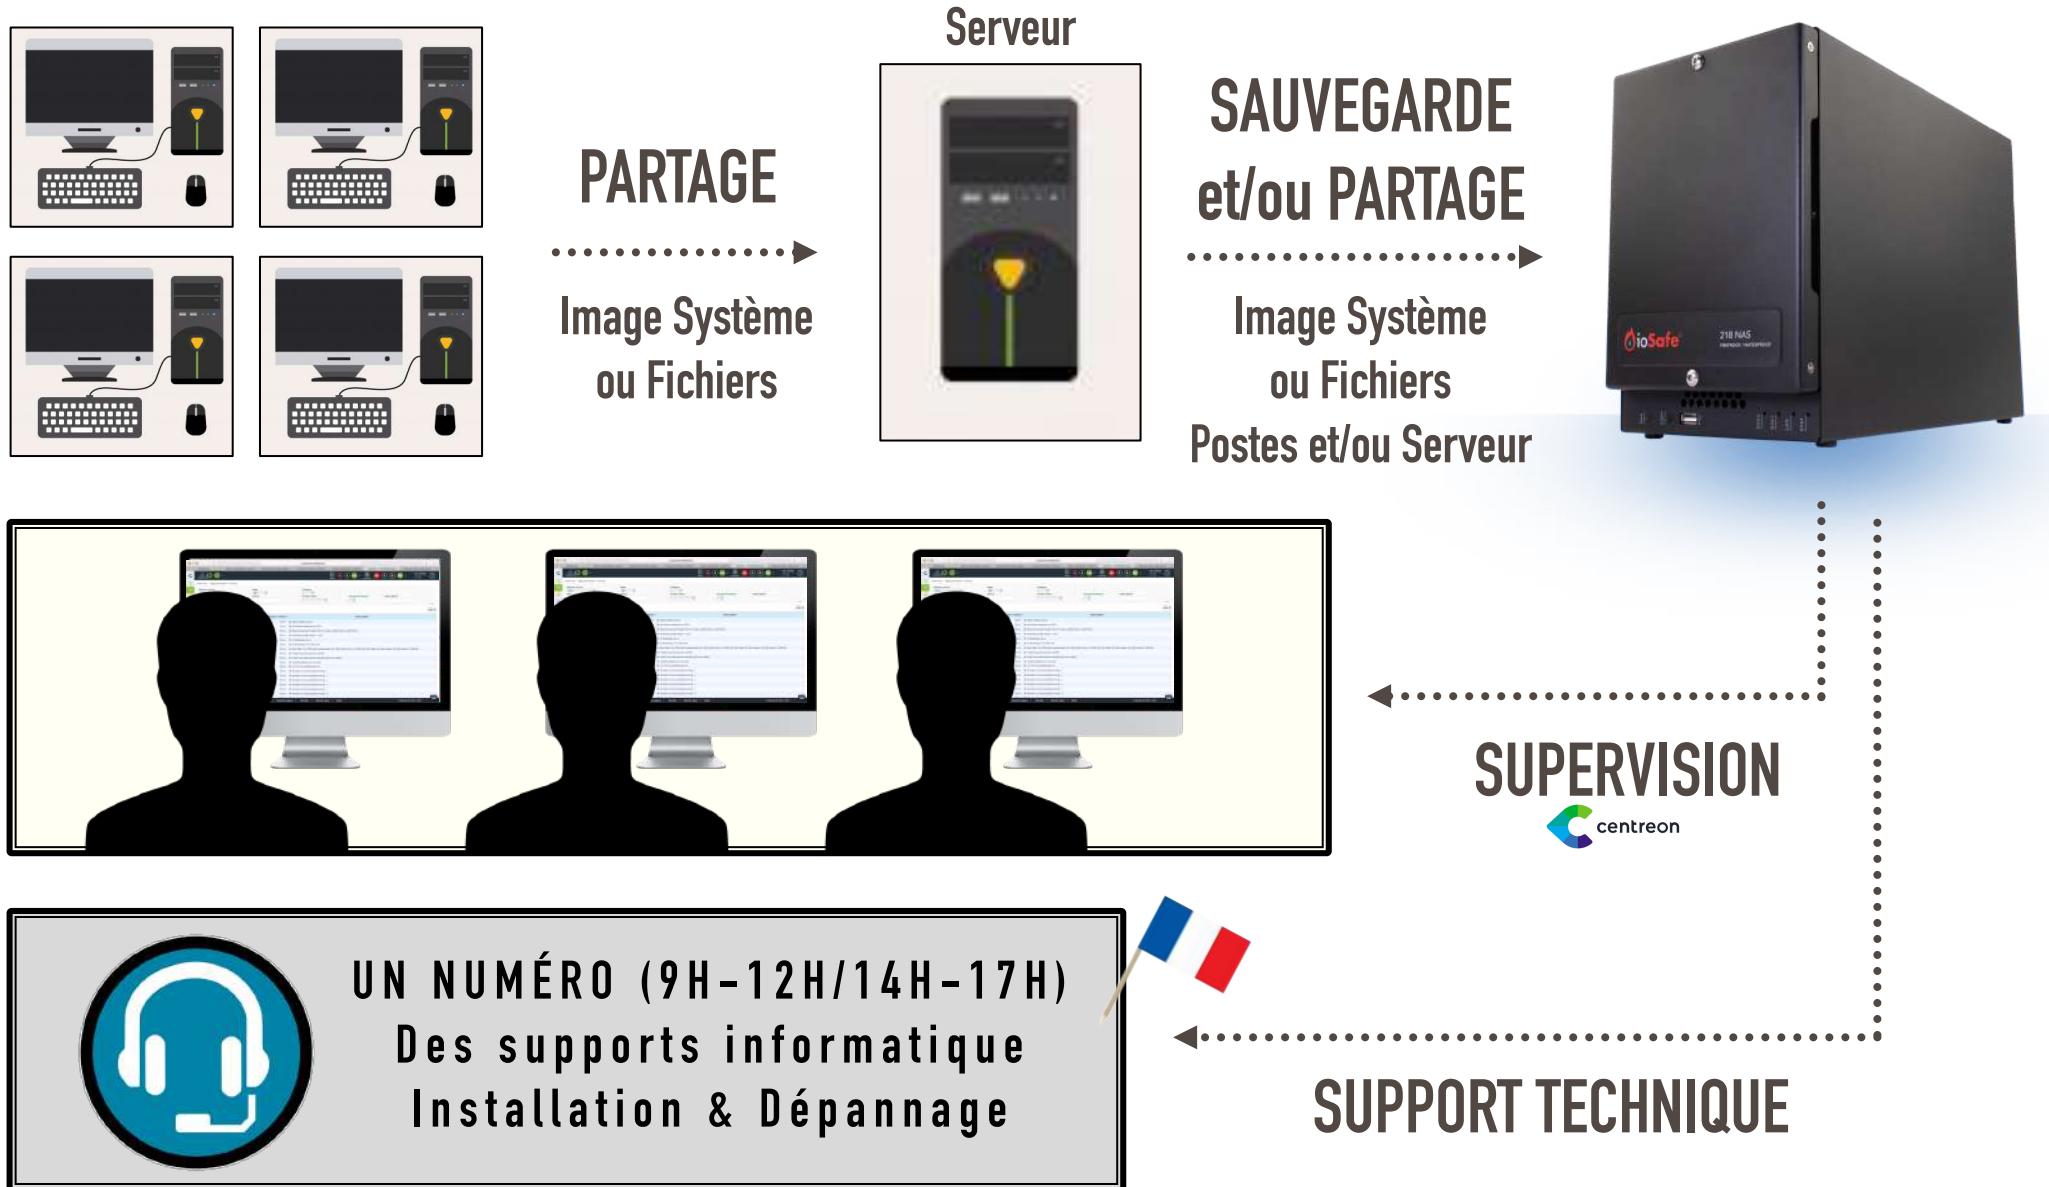 Serveur
PARTAGE
Image Système
ou Fichiers
SAUVEGARDE
et/ou PARTAGE
Image Système
ou Fichiers
Postes et/ou Serveur
ioSafe
218 NAS
SUPERVISION
centreon
UN NUMÉRO (9H-12H/14H-17H)
Des supports informatique
Installation & Dépannage
SUPPORT TECHNIQUE